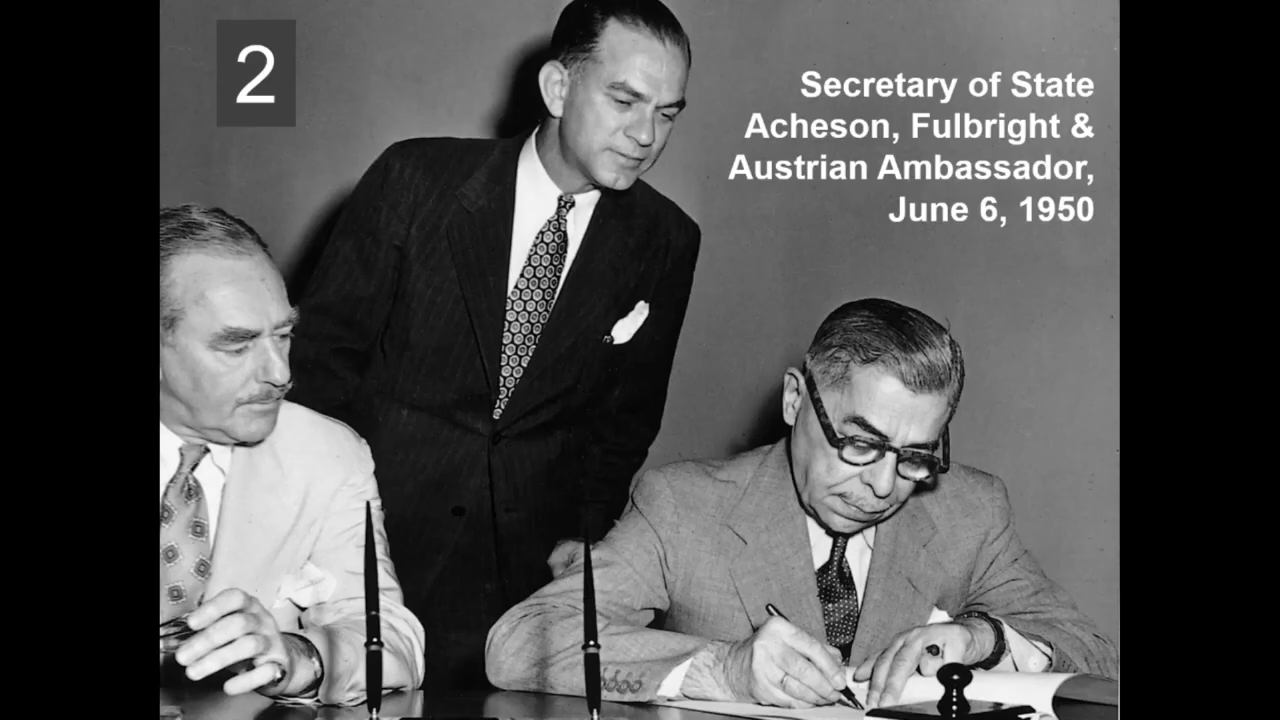 2
Secretary of State
Acheson, Fulbright &
Austrian Ambassador,
June 6, 1950